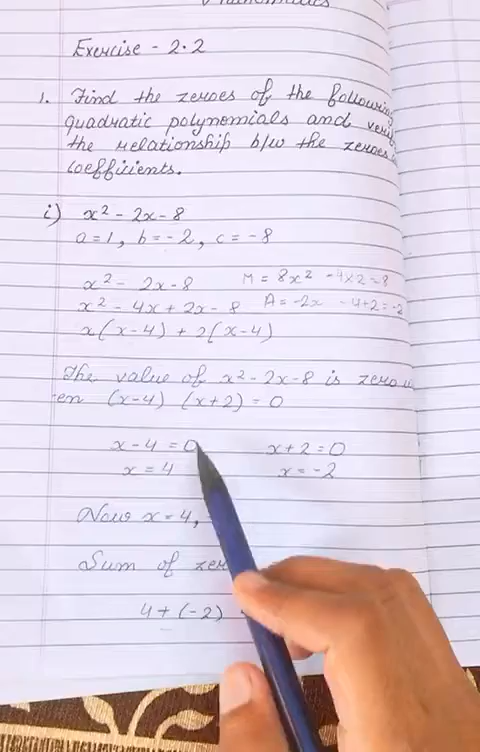 Exercise - 2.2
1. Find the zeroes of the following
quadratic polynomials and
the relationship b/w the zeroes
coefficients.
i) x² - 2x - 8
a = 1, b = -2, c = -8
x² - 2x - 8 M = 8x² -4×2 = 8
x² - 4x + 2x - 8 A = -2x -4+2 = -2
x(x-4) + 2(x-4)
The value of x² - 2x - 8 is zero
en (x-4) (x+2) = 0
x - 4 = 0 x + 2 = 0
x = 4 x = -2
Now x = 4,
Sum of
4 + (-2)